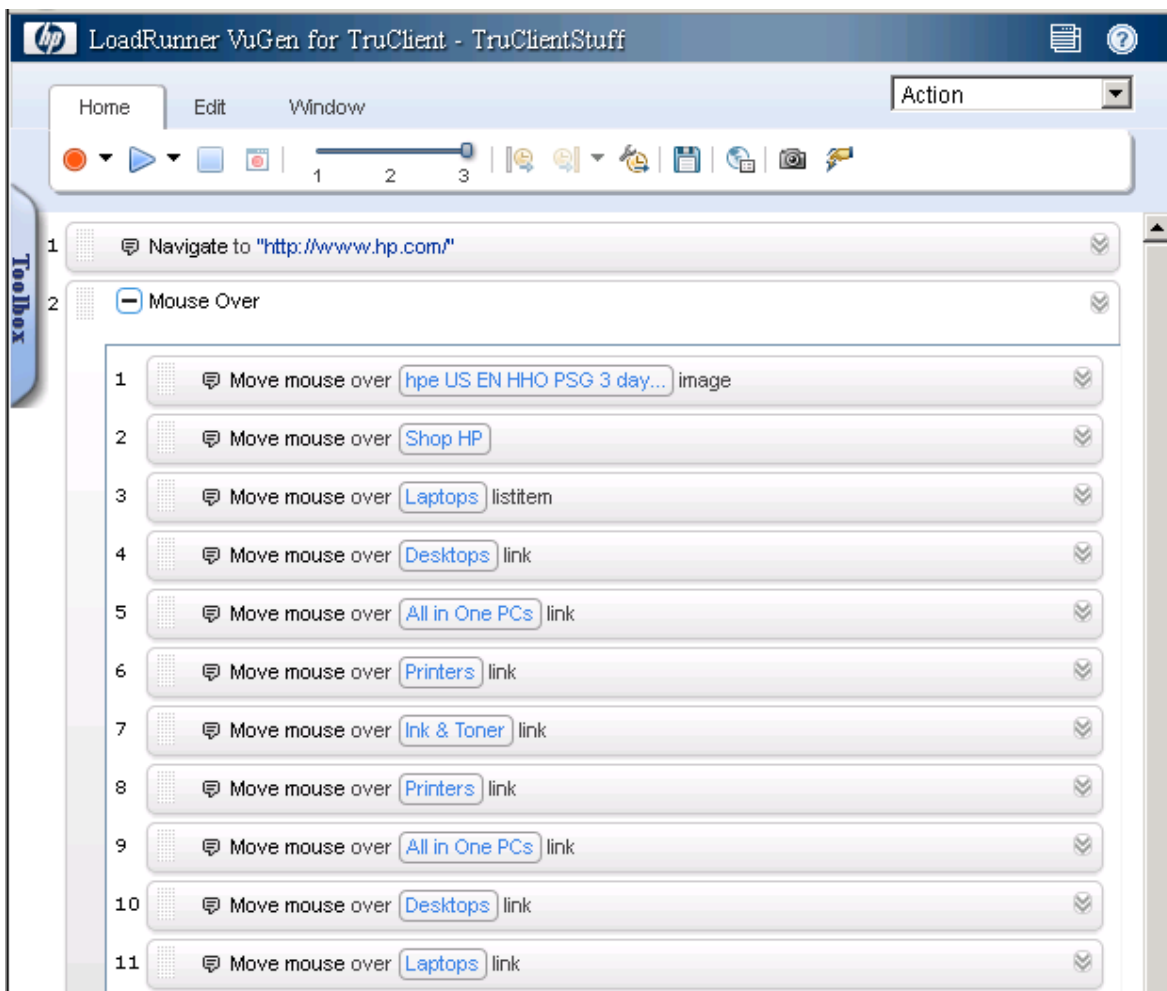 hp LoadRunner VuGen for TruClient - TruClientStuff
Home Edit Window Action
1 2 3
Toolbox
1 Navigate to "http://www.hp.com/"
2 Mouse Over
1 Move mouse over hpe US EN HHO PSG 3 day... image
2 Move mouse over Shop HP
3 Move mouse over Laptops listitem
4 Move mouse over Desktops link
5 Move mouse over All in One PCs link
6 Move mouse over Printers link
7 Move mouse over Ink & Toner link
8 Move mouse over Printers link
9 Move mouse over All in One PCs link
10 Move mouse over Desktops link
11 Move mouse over Laptops link